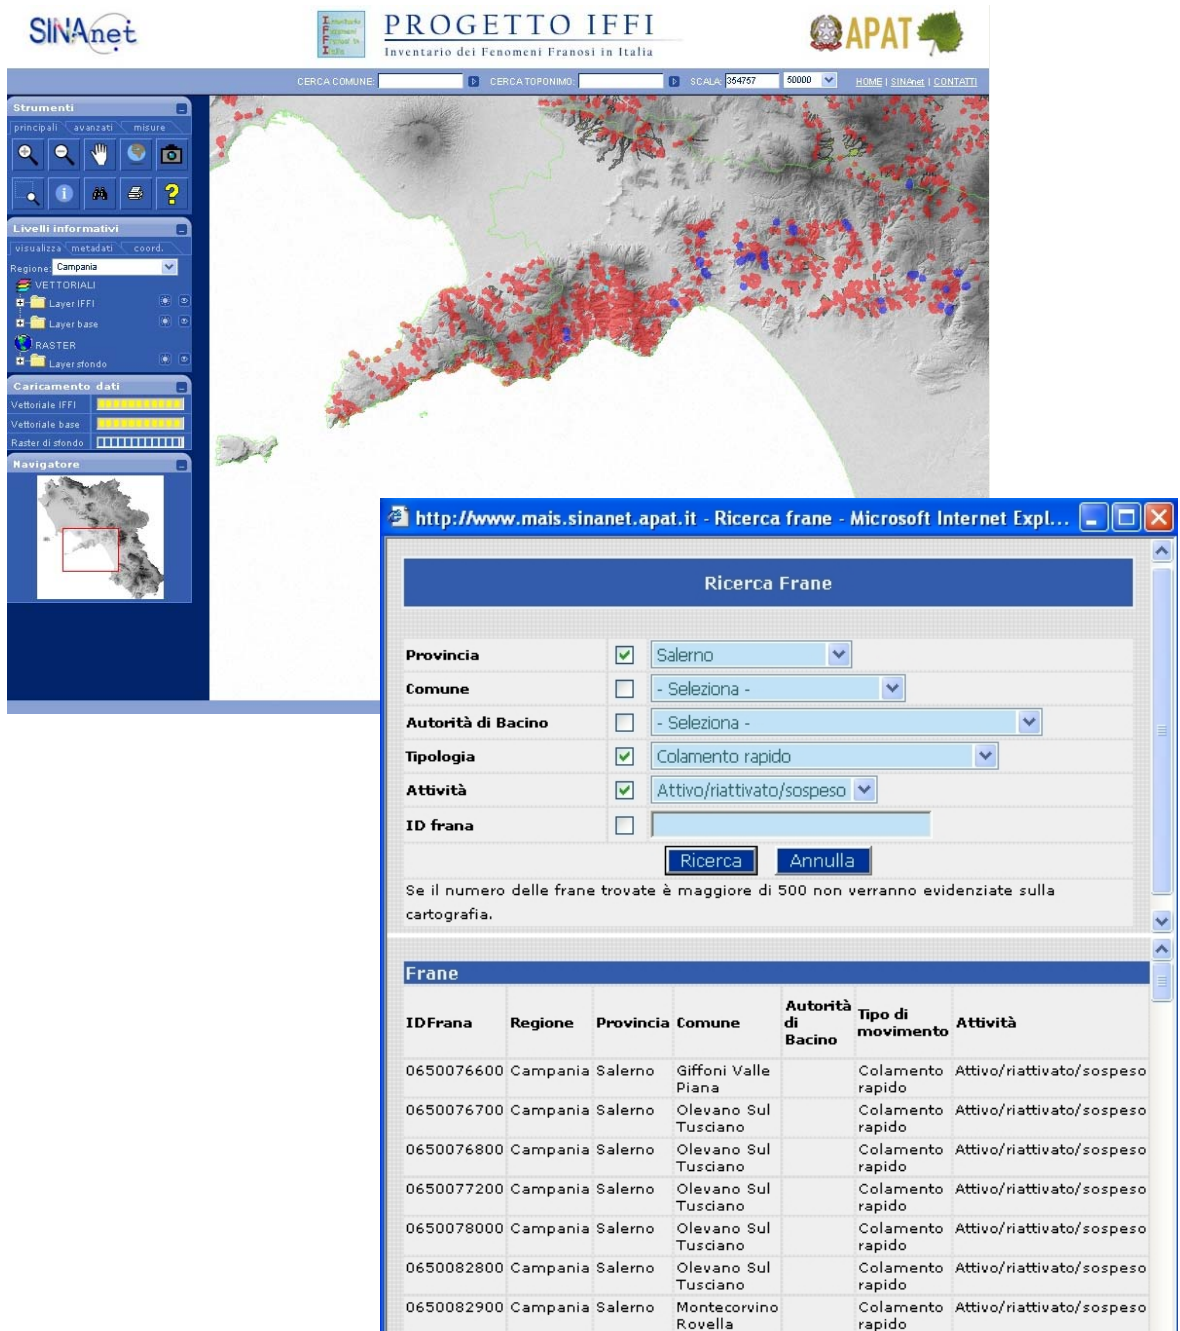 SINAnet
Inventario
Fenomeni
Franosi in
Italia
PROGETTO IFFI
Inventario dei Fenomeni Franosi in Italia
APAT
CERCA COMUNE:
CERCA TOPONIMO:
SCALA: 354757
50000
HOME | SINAnet | CONTATTI
Strumenti
principali avanzati misure
Livelli informativi
visualizza metadati coord.
Regione: Campania
VETTORIALI
Layer IFFI
Layer base
RASTER
Layer sfondo
Caricamento dati
Vettoriale IFFI
Vettoriale base
Raster di sfondo
Navigatore
http://www.mais.sinanet.apat.it - Ricerca frane - Microsoft Internet Expl...
Ricerca Frane
Provincia Salerno
Comune - Seleziona -
Autorità di Bacino - Seleziona -
Tipologia Colamento rapido
Attività Attivo/riattivato/sospeso
ID frana
Ricerca Annulla
Se il numero delle frane trovate è maggiore di 500 non verranno evidenziate sulla
cartografia.
Frane
IDFrana Regione Provincia Comune Autorità di Bacino Tipo di movimento Attività
0650076600 Campania Salerno Giffoni Valle Piana Colamento rapido Attivo/riattivato/sospeso
0650076700 Campania Salerno Olevano Sul Tusciano Colamento rapido Attivo/riattivato/sospeso
0650076800 Campania Salerno Olevano Sul Tusciano Colamento rapido Attivo/riattivato/sospeso
0650077200 Campania Salerno Olevano Sul Tusciano Colamento rapido Attivo/riattivato/sospeso
0650078000 Campania Salerno Olevano Sul Tusciano Colamento rapido Attivo/riattivato/sospeso
0650082800 Campania Salerno Olevano Sul Tusciano Colamento rapido Attivo/riattivato/sospeso
0650082900 Campania Salerno Montecorvino Rovella Colamento rapido Attivo/riattivato/sospeso